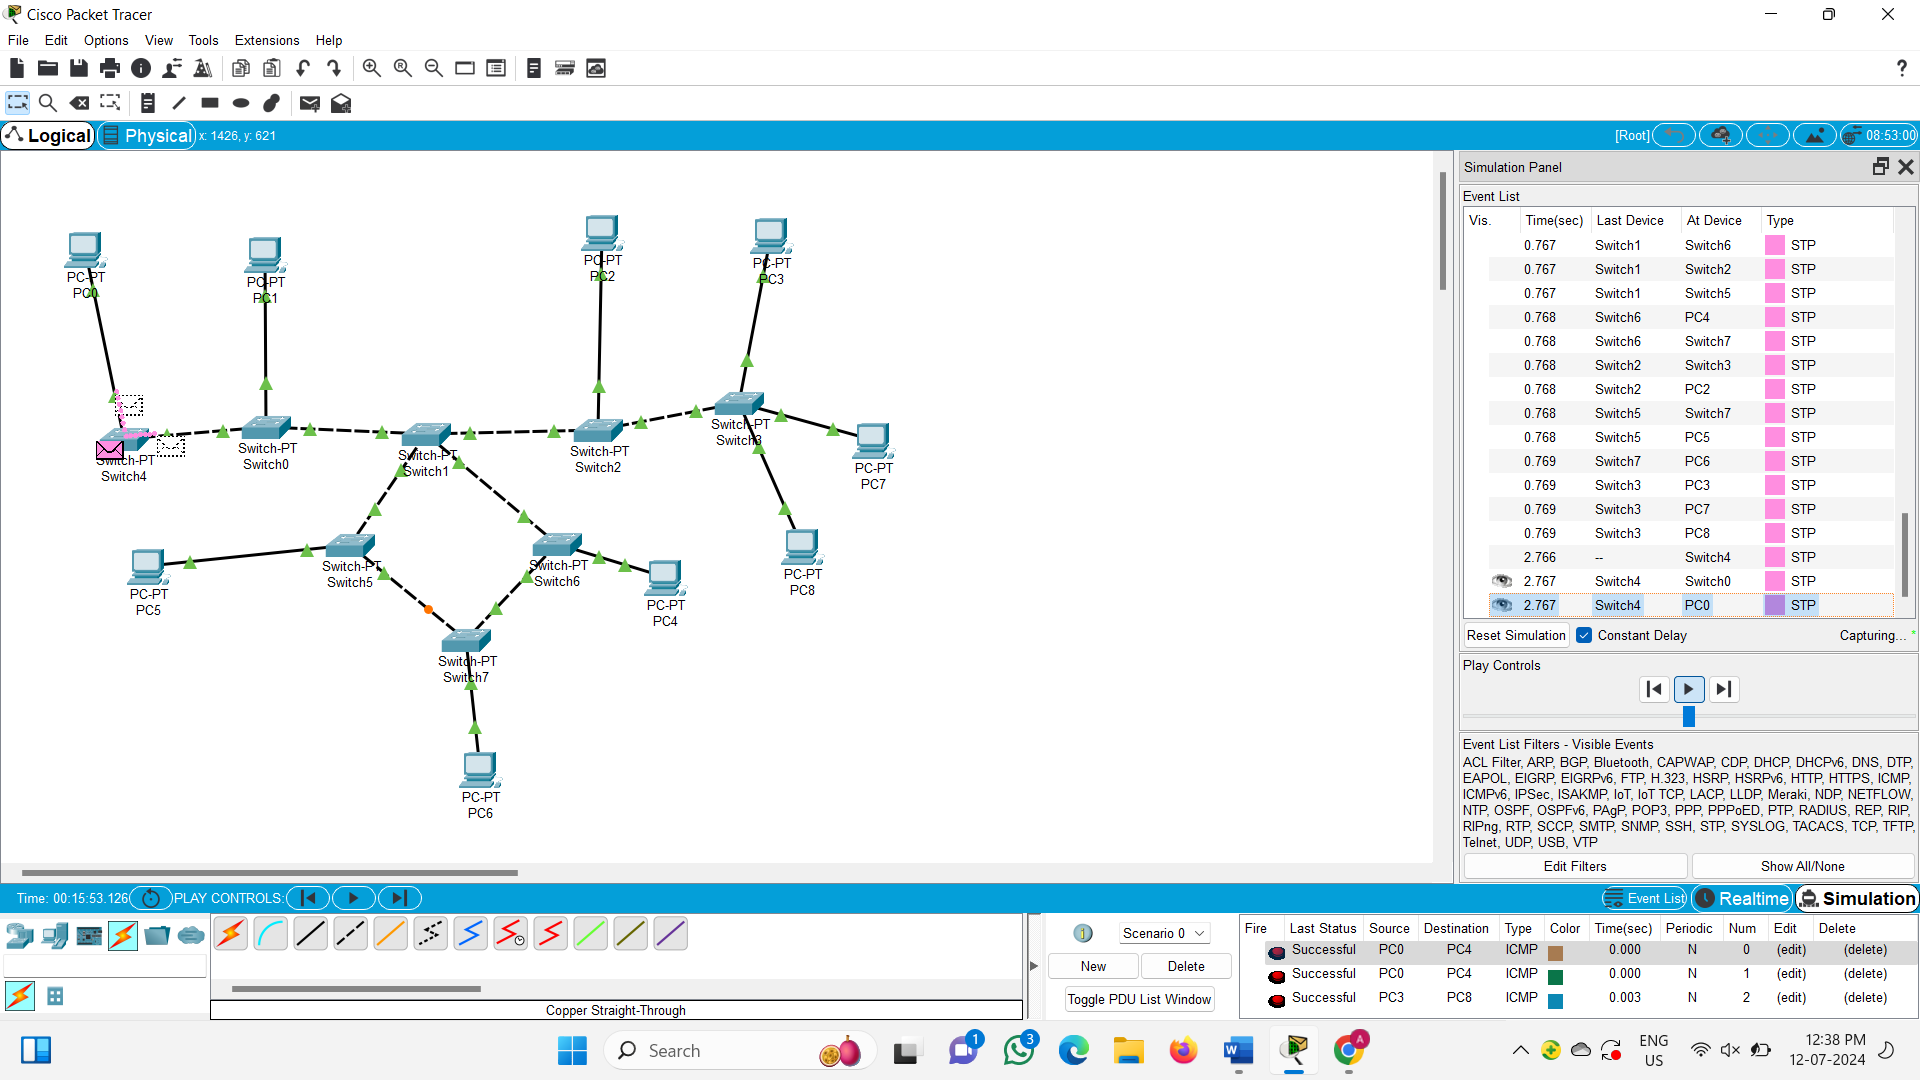 Cisco Packet Tracer
File Edit Options View Tools Extensions Help
Logical Physical x: 1426, y: 621 [Root] 08:53:00
PC-PT
PC0
PC-PT
PC1
PC-PT
PC2
PC-PT
PC3
Switch-PT
Switch4
Switch-PT
Switch0
Switch-PT
Switch1
Switch-PT
Switch2
Switch-PT
Switch3
PC-PT
PC7
PC-PT
PC5
Switch-PT
Switch5
Switch-PT
Switch6
PC-PT
PC4
PC-PT
PC8
Switch-PT
Switch7
PC-PT
PC6
Simulation Panel
Event List
Vis. Time(sec) Last Device At Device Type
0.767 Switch1 Switch6 STP
0.767 Switch1 Switch2 STP
0.767 Switch1 Switch5 STP
0.768 Switch6 PC4 STP
0.768 Switch6 Switch7 STP
0.768 Switch2 Switch3 STP
0.768 Switch2 PC2 STP
0.768 Switch5 Switch7 STP
0.768 Switch5 PC5 STP
0.769 Switch7 PC6 STP
0.769 Switch3 PC3 STP
0.769 Switch3 PC7 STP
0.769 Switch3 PC8 STP
2.766 -- Switch4 STP
2.767 Switch4 Switch0 STP
2.767 Switch4 PC0 STP
Reset Simulation Constant Delay Capturing...
Play Controls
Event List Filters - Visible Events
ACL Filter, ARP, BGP, Bluetooth, CAPWAP, CDP, DHCP, DHCPv6, DNS, DTP,
EAPOL, EIGRP, EIGRPv6, FTP, H.323, HSRP, HSRPv6, HTTP, HTTPS, ICMP,
ICMPv6, IPSec, ISAKMP, IoT, IoT TCP, LACP, LLDP, Meraki, NDP, NETFLOW,
NTP, OSPF, OSPFv6, PAgP, POP3, PPP, PPPoED, PTP, RADIUS, REP, RIP,
RIPng, RTP, SCCP, SMTP, SNMP, SSH, STP, SYSLOG, TACACS, TCP, TFTP,
Telnet, UDP, USB, VTP
Edit Filters Show All/None
Time: 00:15:53.126 PLAY CONTROLS: Event List Realtime Simulation
Copper Straight-Through
1 Scenario 0
New Delete
Toggle PDU List Window
Fire Last Status Source Destination Type Color Time(sec) Periodic Num Edit Delete
Successful PC0 PC4 ICMP 0.000 N 0 (edit) (delete)
Successful PC0 PC4 ICMP 0.000 N 1 (edit) (delete)
Successful PC3 PC8 ICMP 0.003 N 2 (edit) (delete)
Search 1 3 W A
ENG
US
12:38 PM
12-07-2024